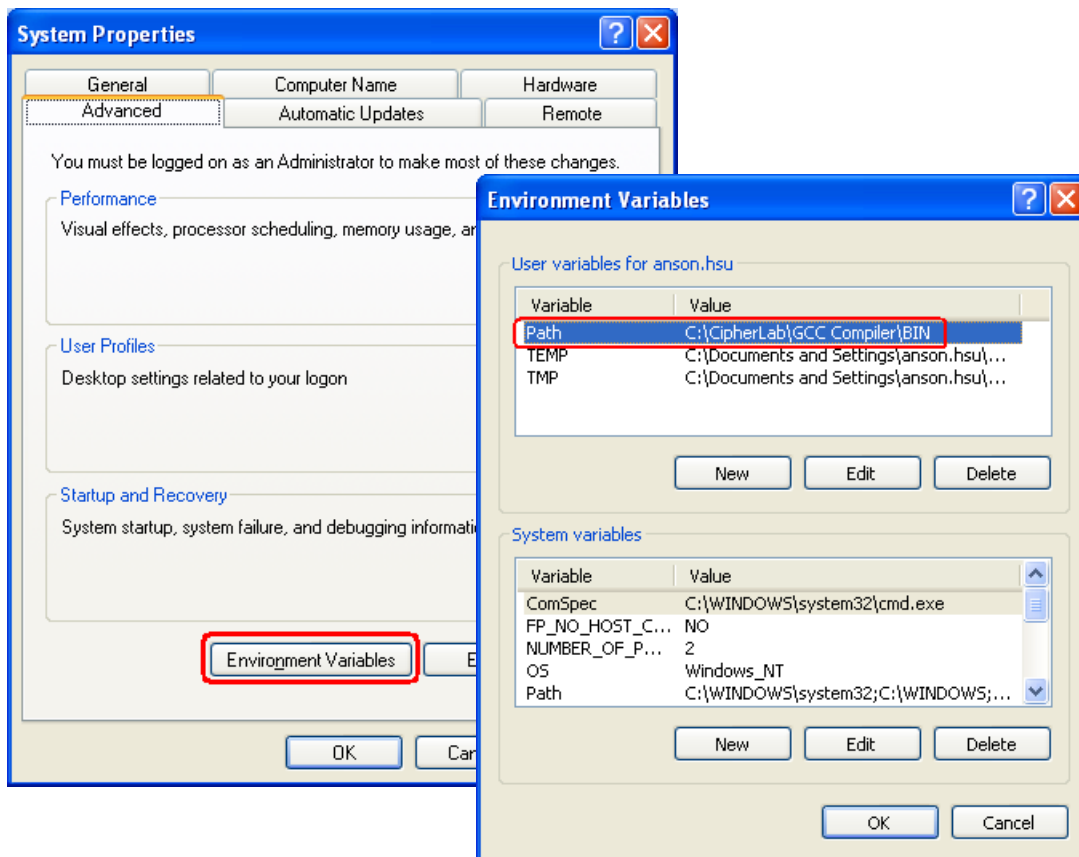 System Properties
General Computer Name Hardware
Advanced Automatic Updates Remote
You must be logged on as an Administrator to make most of these changes.
Performance
Visual effects, processor scheduling, memory usage,
User Profiles
Desktop settings related to your logon
Startup and Recovery
System startup, system failure, and debugging
Environment Variables
OK
Environment Variables
User variables for anson.hsu
Variable Value
Path C:\CipherLab\GCC Compiler\BIN
TEMP C:\Documents and Settings\anson.hsu\...
TMP C:\Documents and Settings\anson.hsu\...
New Edit Delete
System variables
Variable Value
ComSpec C:\WINDOWS\system32\cmd.exe
FP_NO_HOST_C... NO
NUMBER_OF_P... 2
OS Windows_NT
Path C:\WINDOWS\system32;C:\WINDOWS;...
New Edit Delete
OK Cancel